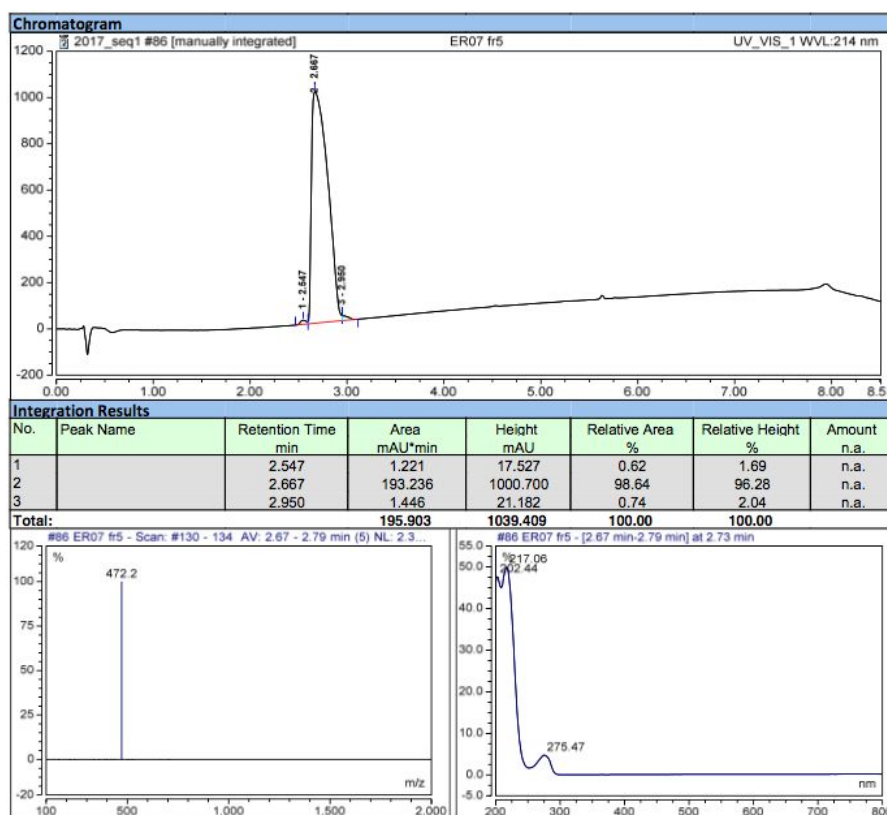 Chromatogram
2017_seq1 #86 [manually integrated] ER07 fr5 UV_VIS_1 WVL:214 nm
1200
1000
800
600
400
200
0
-200
1 - 2.547
2 - 2.667
3 - 2.950
0.00 1.00 2.00 3.00 4.00 5.00 6.00 7.00 8.00 8.5
Integration Results
No. Peak Name Retention Time Area Height Relative Area Relative Height Amount
min mAU*min mAU % % n.a.
1 2.547 1.221 17.527 0.62 1.69 n.a.
2 2.667 193.236 1000.700 98.64 96.28 n.a.
3 2.950 1.446 21.182 0.74 2.04 n.a.
Total: 195.903 1039.409 100.00 100.00
#86 ER07 fr5 - Scan: #130 - 134 AV: 2.67 - 2.79 min (5) NL: 2.3...
120
%
472.2
100
75
50
25
0
-20
m/z
100 500 1.000 1.500 2.000
#86 ER07 fr5 - [2.67 min-2.79 min] at 2.73 min
55.0
%
217.06
202.44
50.0
40.0
30.0
20.0
10.0
275.47
0.0
-5.0
nm
200 300 400 500 600 700 800